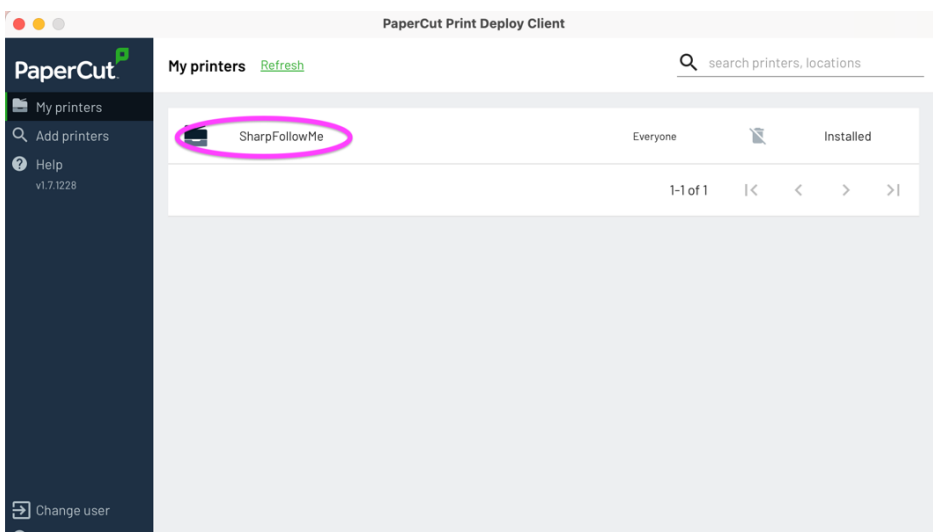 PaperCut Print Deploy Client
PaperCut
My printers
Add printers
Help
v1.7.1228
Change user
My printers Refresh
search printers, locations
SharpFollowMe Everyone Installed
1-1 of 1